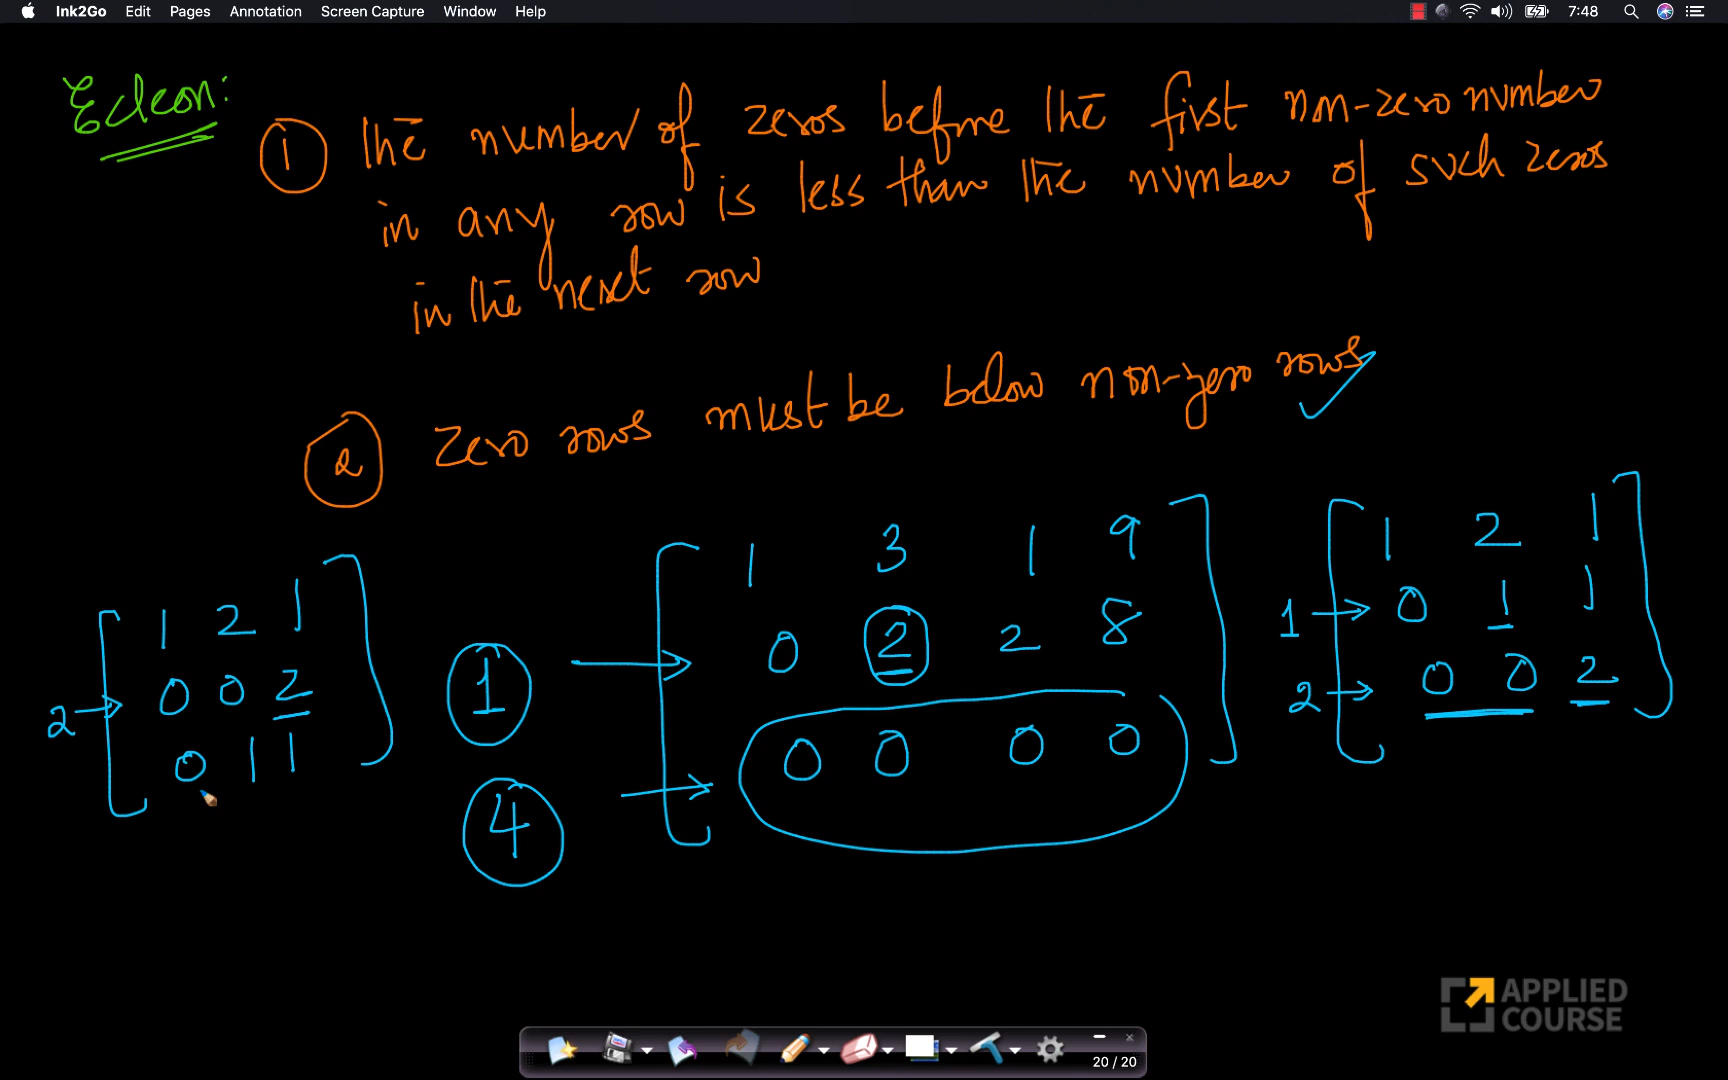 Ink2Go Edit Pages Annotation Screen Capture Window Help 7:48
Echelon:
1 The number of zeros before the first non-zero number
in any row is less than the number of such zeros
in the next row
2 Zero rows must be below non-zero rows
1 2 1
2 → 0 0 2
0 1 1
1 3 1 9
1 → 0 2 2 8
4 → 0 0 0 0
1 2 1
1 → 0 1 1
2 → 0 0 2
APPLIED
COURSE
20 / 20